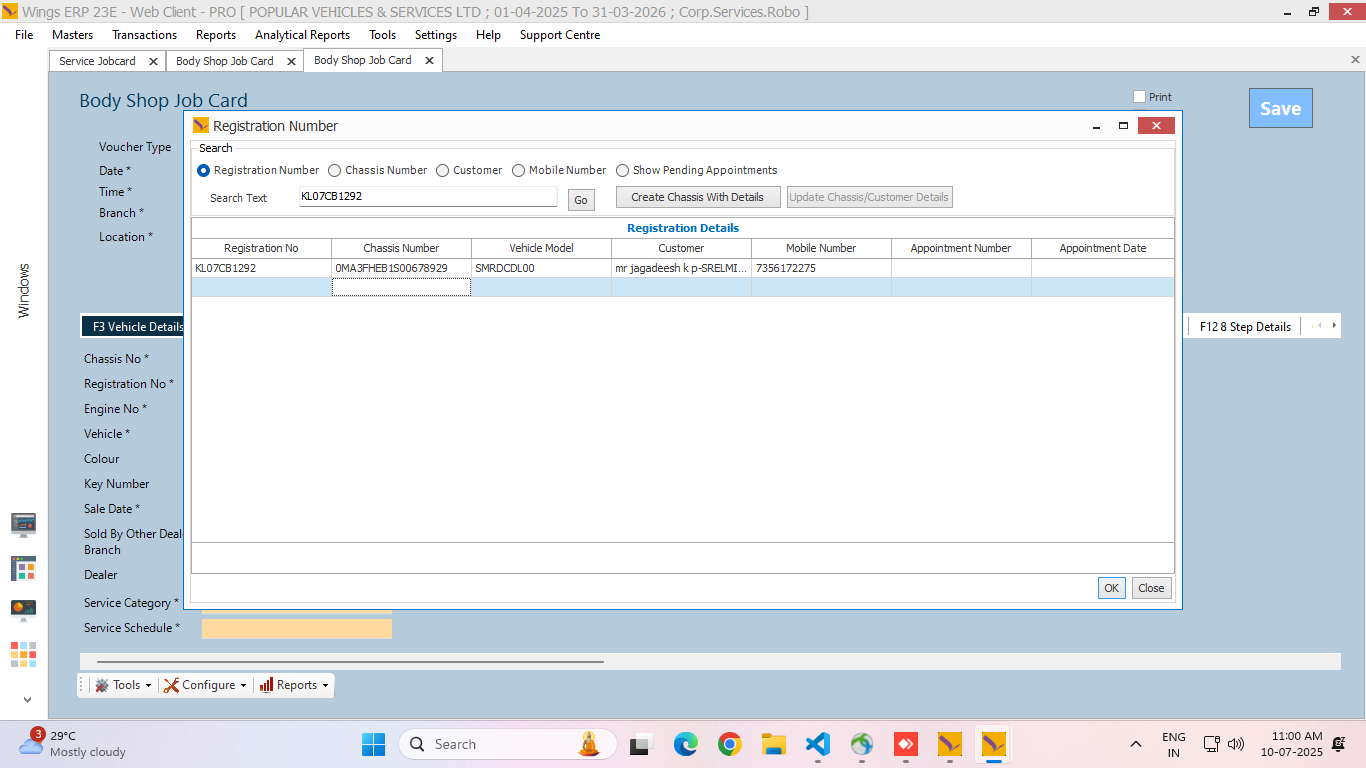 Wings ERP 23E - Web Client - PRO [ POPULAR VEHICLES & SERVICES LTD ; 01-04-2025 To 31-03-2026 ; Corp.Services.Robo ]
File Masters Transactions Reports Analytical Reports Tools Settings Help Support Centre
Service Jobcard Body Shop Job Card Body Shop Job Card
Body Shop Job Card
Print
Save
Registration Number
Search
Voucher Type
Registration Number Chassis Number Customer Mobile Number Show Pending Appointments
Date *
Time *
Search Text KL07CB1292 Go Create Chassis With Details Update Chassis/Customer Details
Branch *
Registration Details
Location *
Registration No Chassis Number Vehicle Model Customer Mobile Number Appointment Number Appointment Date
KL07CB1292 0MA3FHEB1S00678929 SMRDCDL00 mr jagadeesh k p-SRELMI... 7356172275
Windows
F3 Vehicle Details F12 8 Step Details
Chassis No *
Registration No *
Engine No *
Vehicle *
Colour
Key Number
Sale Date *
Sold By Other Deal
Branch
Dealer
OK Close
Service Category *
Service Schedule *
Tools Configure Reports
3
29°C
Mostly cloudy
Search
ENG
IN
11:00 AM
10-07-2025